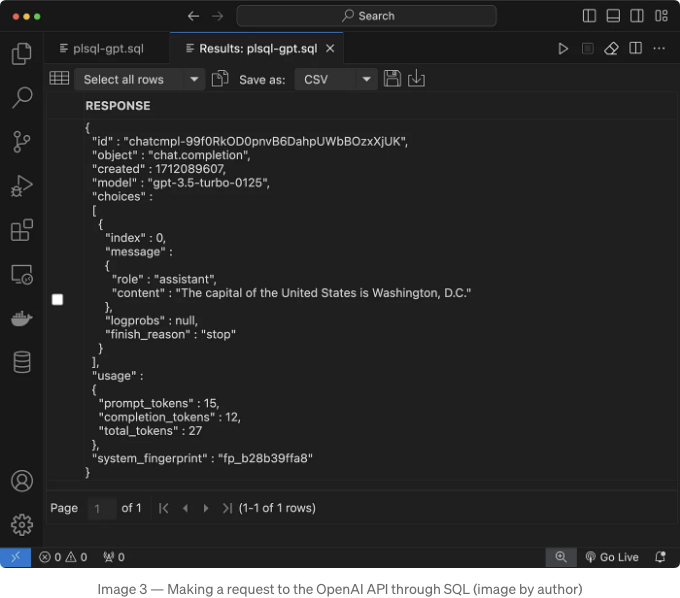 Search
plsql-gpt.sql
Results: plsql-gpt.sql
Select all rows
Save as:
CSV
RESPONSE
{
"id" : "chatcmpl-99f0RkOD0pnvB6DahpUWbBOzxXjUK",
"object" : "chat.completion",
"created" : 1712089607,
"model" : "gpt-3.5-turbo-0125",
"choices" :
[
{
"index" : 0,
"message" :
{
"role" : "assistant",
"content" : "The capital of the United States is Washington, D.C."
},
"logprobs" : null,
"finish_reason" : "stop"
}
],
"usage" :
{
"prompt_tokens" : 15,
"completion_tokens" : 12,
"total_tokens" : 27
},
"system_fingerprint" : "fp_b28b39ffa8"
}
Page 1 of 1 (1-1 of 1 rows)
0 0 0 Go Live
Image 3 — Making a request to the OpenAI API through SQL (image by author)